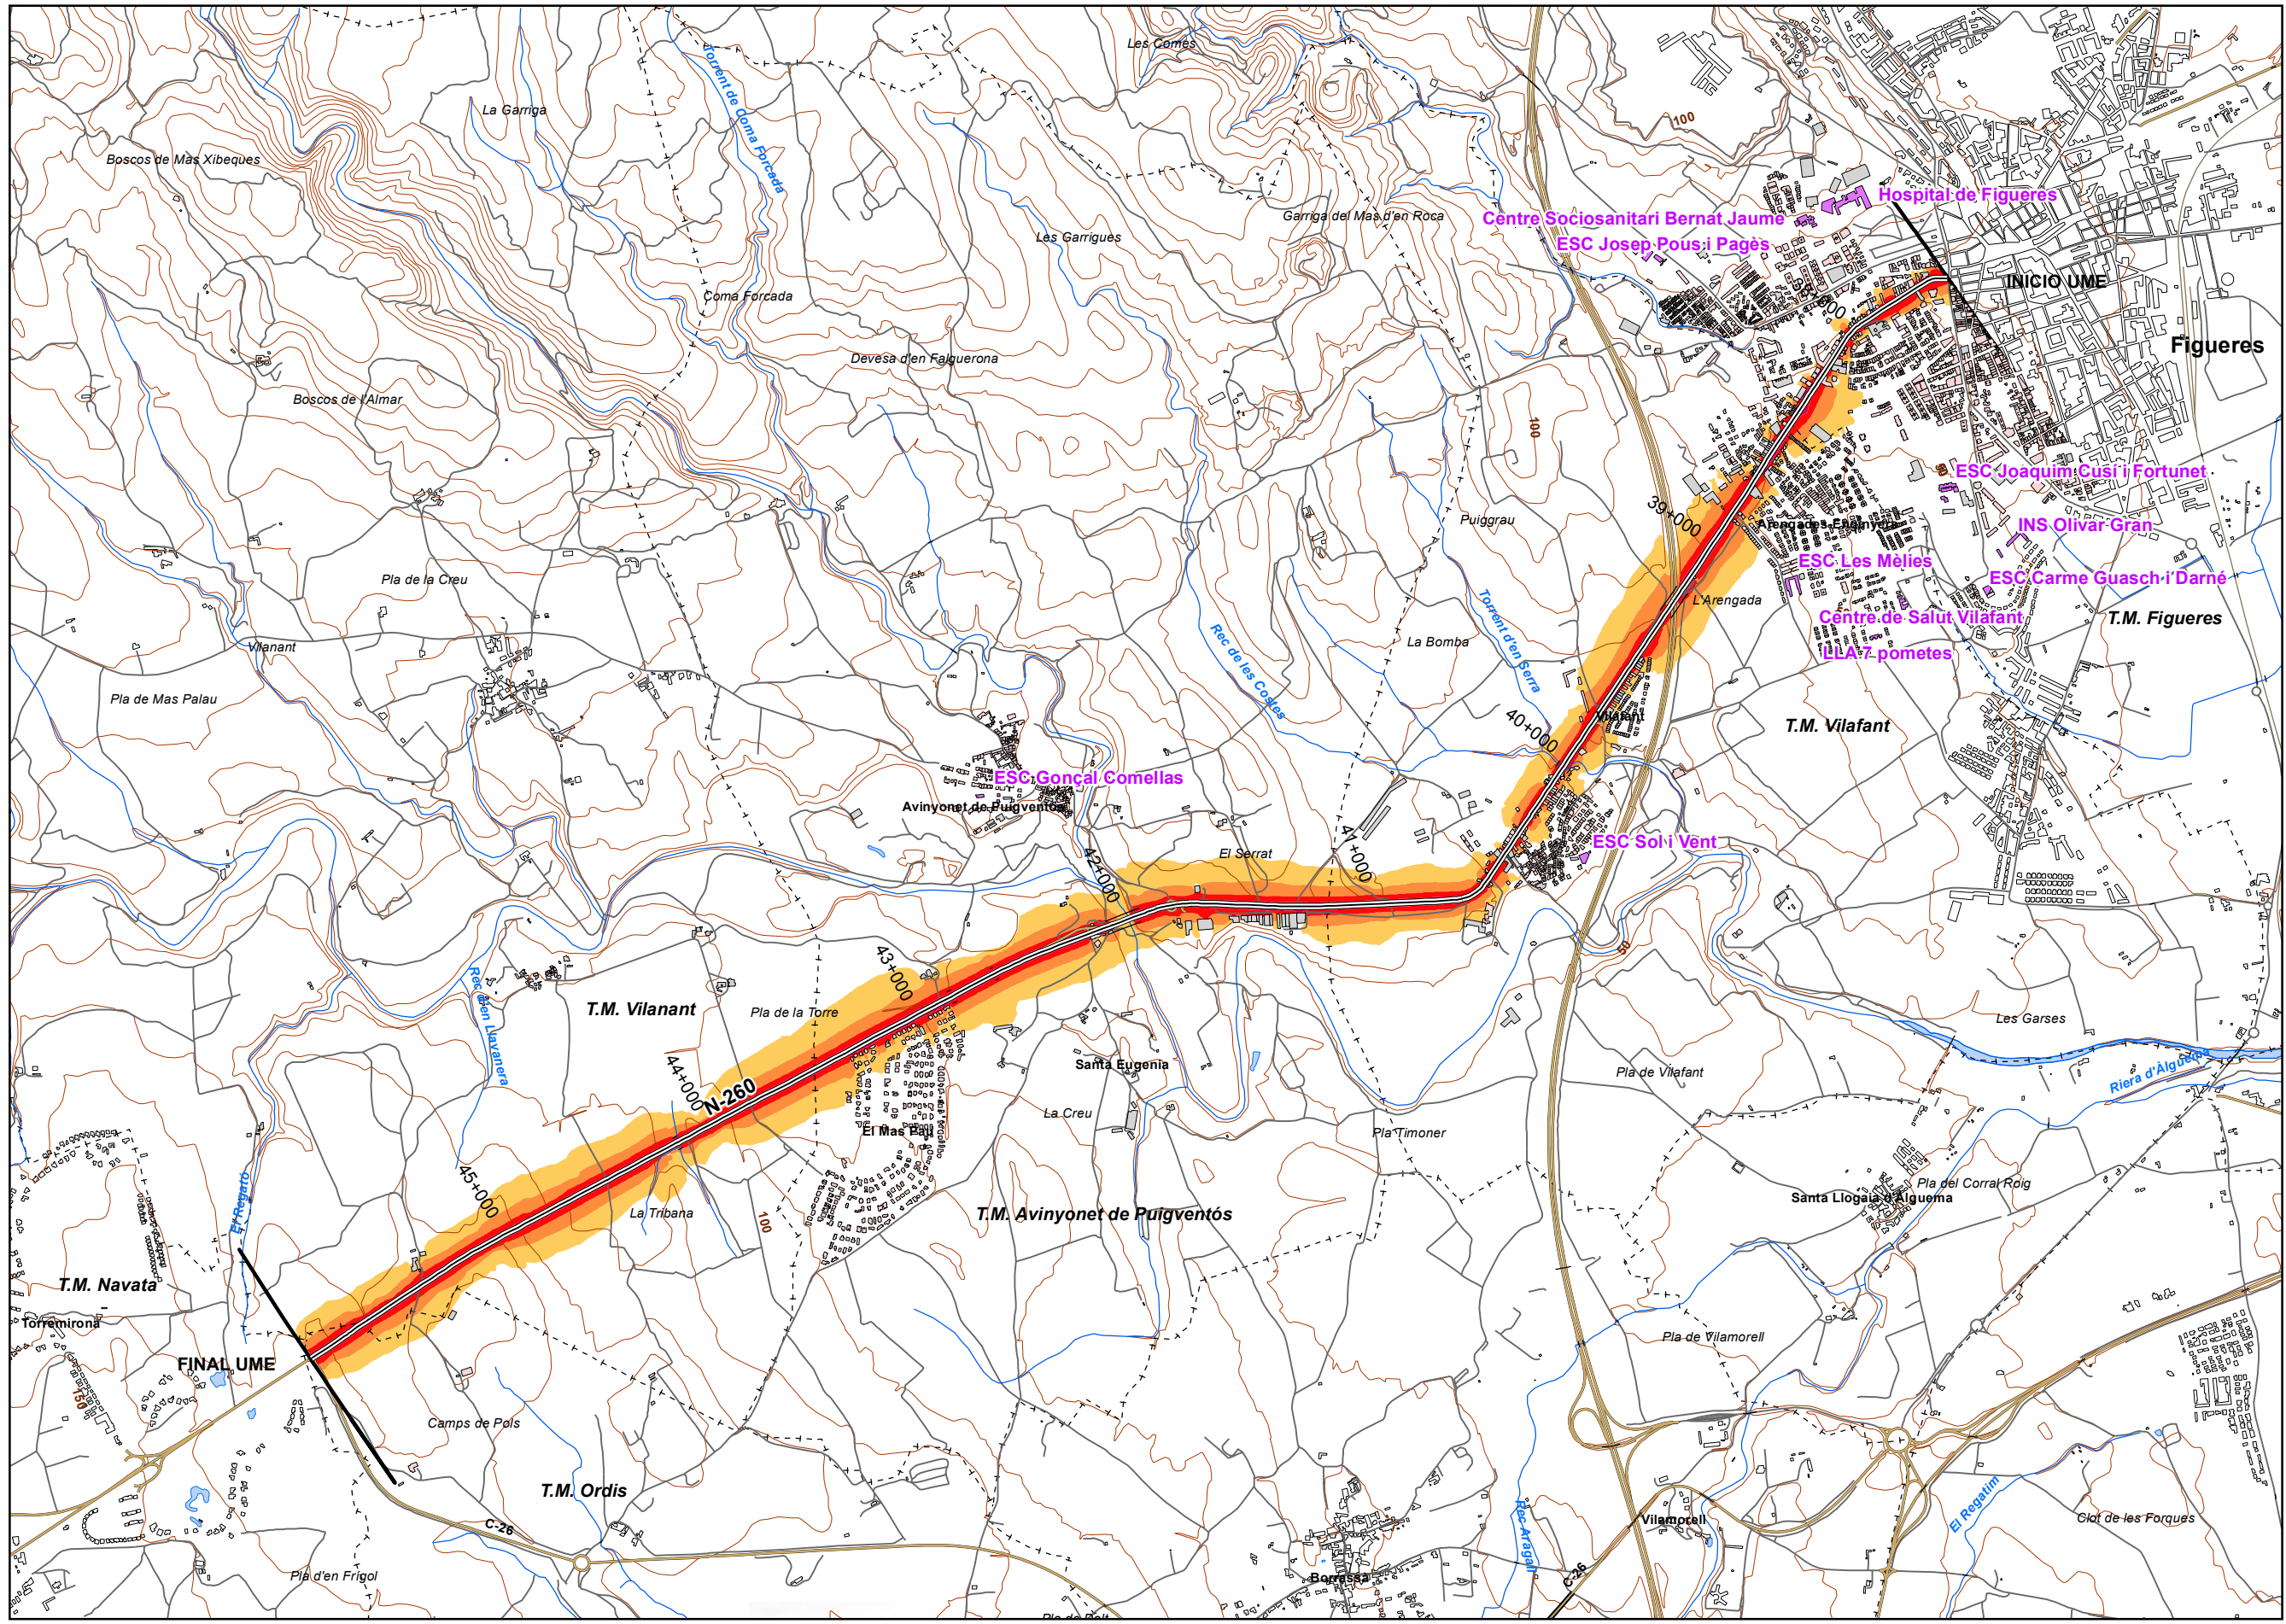 Les Comes
Torrent de Coma Forcada
La Garriga
100
Boscos de Mas Xibeques
Hospital de Figueres
Centre Sociosanitari Bernat Jaume
Garriga del Mas d'en Roca
Les Garrigues
ESC Josep Pous i Pagès
INICIO UME
Coma Forcada
38+000
Figueres
Devesa d'en Falguerona
Boscos de l'Almar
100
ESC Joaquim Cusí i Fortunet
Puiggrau
39+000
Arengades-Empnyers
INS Olivar Gran
ESC Les Mèlies
Pla de la Creu
ESC Carme Guasch i Darné
L'Arengada
Centre de Salut Vilafant
T.M. Figueres
Torrent d'en Serra
La Bomba
Vilanant
LLA 7 pometes
Rec de les Costes
Pla de Mas Palau
Vilafant
T.M. Vilafant
40+000
ESC Gonçal Comellas
Avinyonet de Puigventós
ESC Sol i Vent
El Serrat
41+000
42+000
50
43+000
Rec d'en Llavanera
T.M. Vilanant
Pla de la Torre
Les Garses
Santa Eugenia
Pla de Vilafant
Riera d'Àlguema
44+000
N-260
La Creu
El Mas Pau
Pla Timoner
45+000
El Regató
La Tribana
100
T.M. Avinyonet de Puigventós
Pla del Corral Roig
Santa Llogaia d'Àlguema
T.M. Navata
Torremirona
Pla de Vilamorell
FINAL UME
150
Camps de Pols
T.M. Ordis
C-26
Rec Aragall
Vilamorell
El Regatim
Clot de les Forques
Pla d'en Frigol
Borrassà
C-26